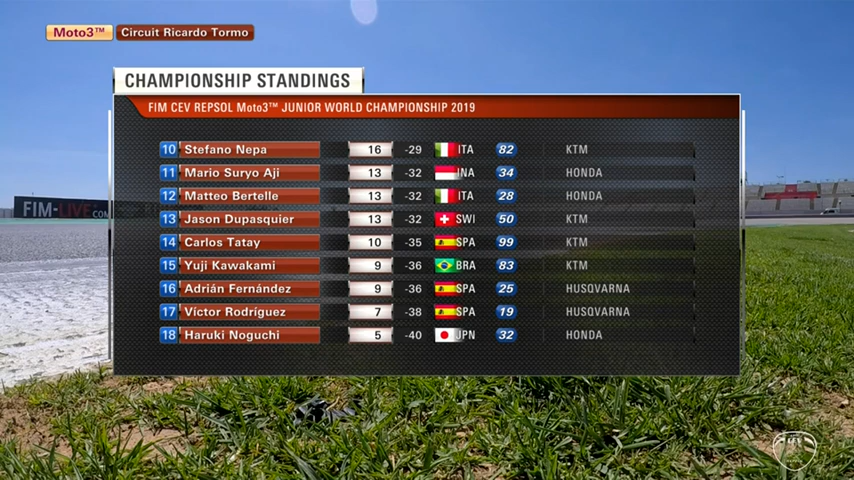 Moto3™ Circuit Ricardo Tormo
CHAMPIONSHIP STANDINGS
FIM CEV REPSOL Moto3™ JUNIOR WORLD CHAMPIONSHIP 2019
10 Stefano Nepa 16 -29 ITA 82 KTM
11 Mario Suryo Aji 13 -32 INA 34 HONDA
12 Matteo Bertelle 13 -32 ITA 28 HONDA
FIM-LIVE.COM
13 Jason Dupasquier 13 -32 SWI 50 KTM
14 Carlos Tatay 10 -35 SPA 99 KTM
15 Yuji Kawakami 9 -36 BRA 83 KTM
16 Adrián Fernández 9 -36 SPA 25 HUSQVARNA
17 Víctor Rodríguez 7 -38 SPA 19 HUSQVARNA
18 Haruki Noguchi 5 -40 JPN 32 HONDA